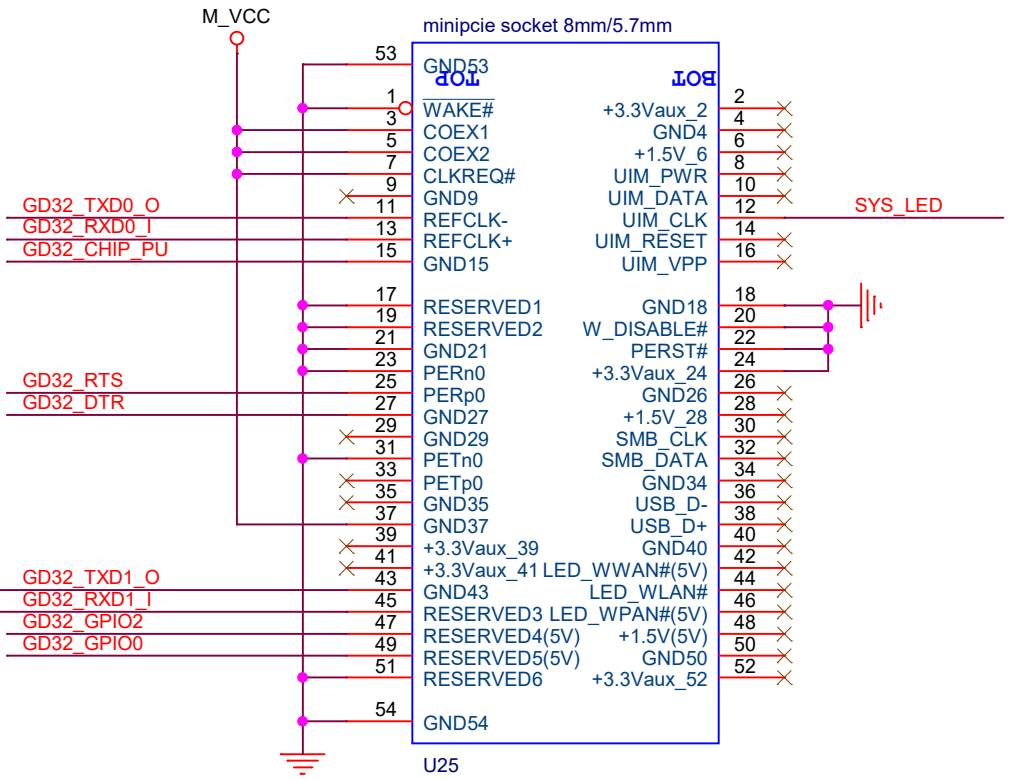 M_VCC
minipcie socket 8mm/5.7mm
53 GND53
TOP BOT
1 WAKE# +3.3Vaux_2 2
3 COEX1 GND4 4
5 COEX2 +1.5V_6 6
7 CLKREQ# UIM_PWR 8
9 GND9 UIM_DATA 10
GD32_TXD0_O 11 REFCLK- UIM_CLK 12 SYS_LED
GD32_RXD0_I 13 REFCLK+ UIM_RESET 14
GD32_CHIP_PU 15 GND15 UIM_VPP 16
17 RESERVED1 GND18 18
19 RESERVED2 W_DISABLE# 20
21 GND21 PERST# 22
23 PERn0 +3.3Vaux_24 24
GD32_RTS 25 PERp0 GND26 26
GD32_DTR 27 GND27 +1.5V_28 28
29 GND29 SMB_CLK 30
31 PETn0 SMB_DATA 32
33 PETp0 GND34 34
35 GND35 USB_D- 36
37 GND37 USB_D+ 38
39 +3.3Vaux_39 GND40 40
41 +3.3Vaux_41 LED_WWAN#(5V) 42
GD32_TXD1_O 43 GND43 LED_WLAN# 44
GD32_RXD1_I 45 RESERVED3 LED_WPAN#(5V) 46
GD32_GPIO2 47 RESERVED4(5V) +1.5V(5V) 48
GD32_GPIO0 49 RESERVED5(5V) GND50 50
51 RESERVED6 +3.3Vaux_52 52
54 GND54
U25